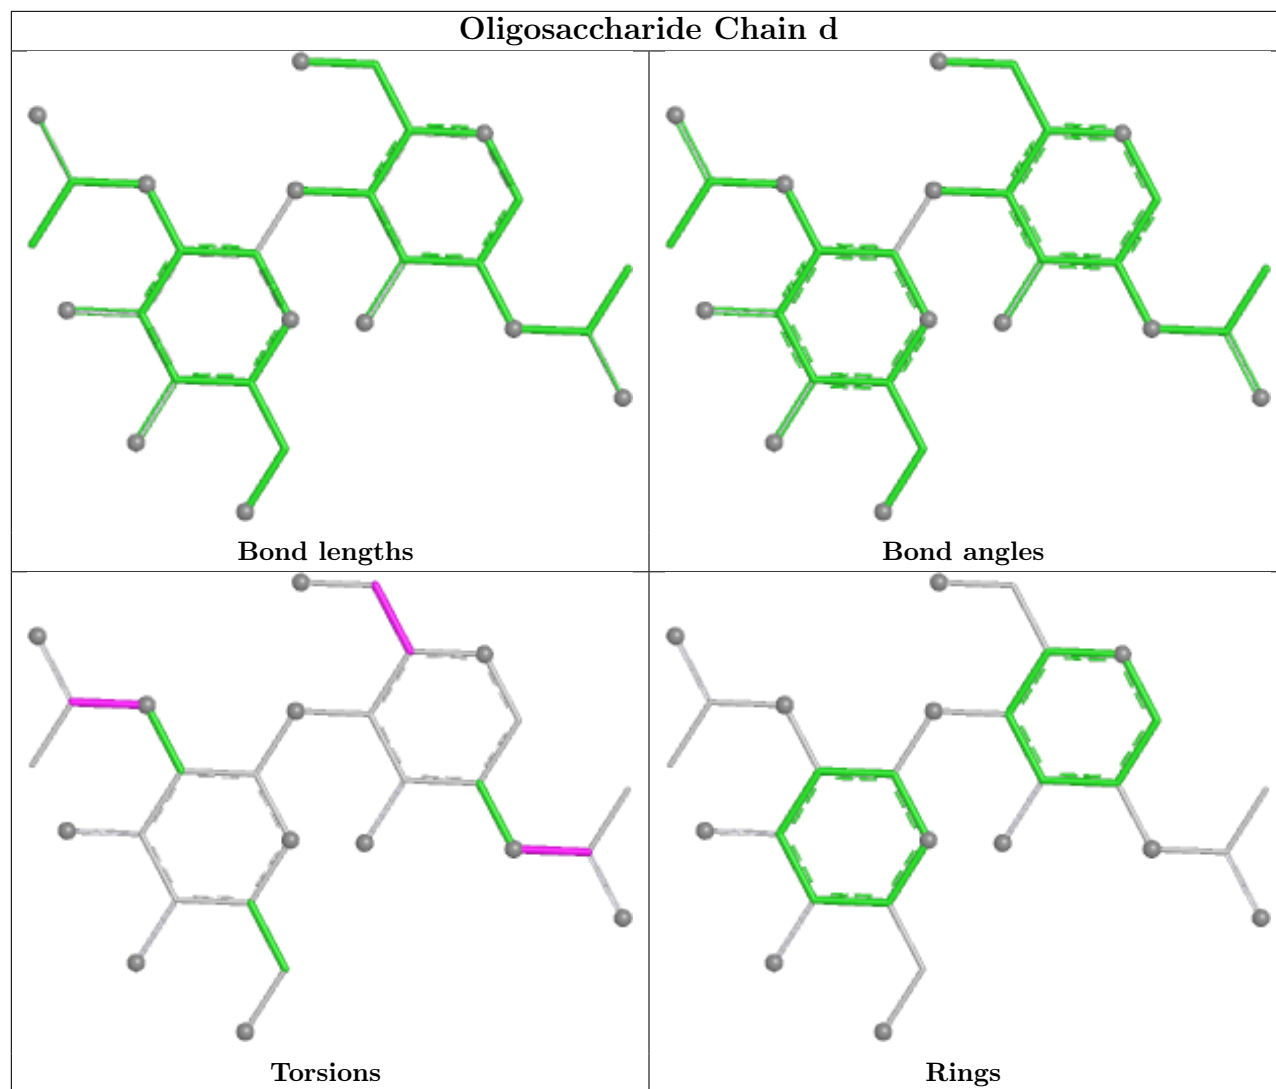 Oligosaccharide Chain d
Bond lengths
Bond angles
Torsions
Rings